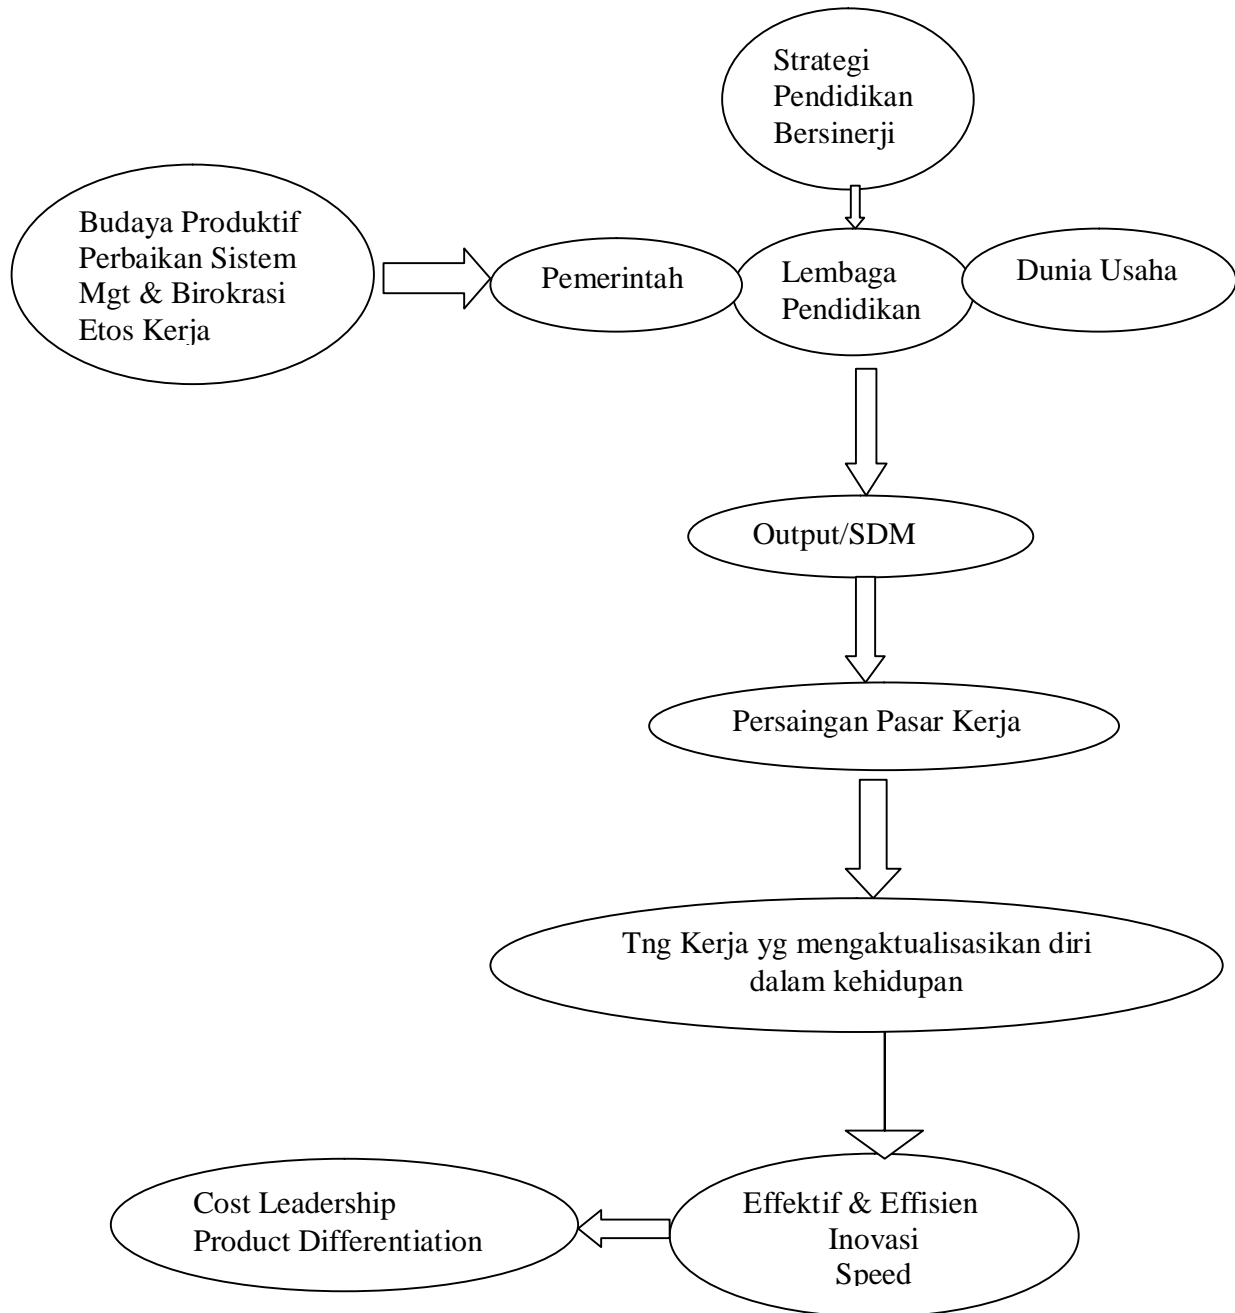 Strategi
Pendidikan
Bersinerji
Budaya Produktif
Perbaikan Sistem
Mgt & Birokrasi
Etos Kerja
Pemerintah
Lembaga
Pendidikan
Dunia Usaha
Output/SDM
Persaingan Pasar Kerja
Tng Kerja yg mengaktualisasikan diri
dalam kehidupan
Effektif & Effisien
Inovasi
Speed
Cost Leadership
Product Differentiation